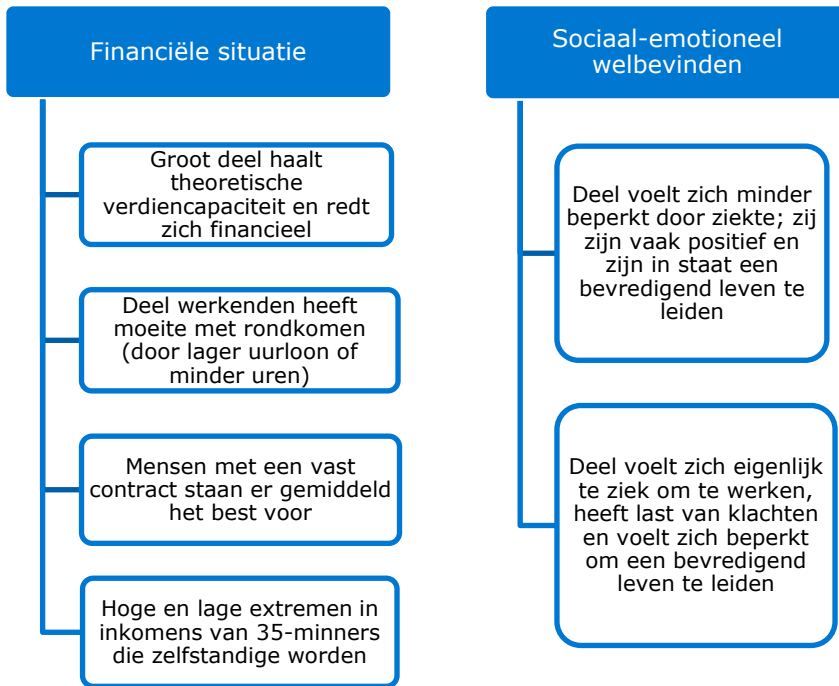 Financiële situatie
Groot deel haalt
theoretische
verdiencapaciteit en redt
zich financieel
Deel werkenden heeft
moeite met rondkomen
(door lager uurloon of
minder uren)
Mensen met een vast
contract staan er gemiddeld
het best voor
Hoge en lage extremen in
inkomens van 35-minners
die zelfstandige worden
Sociaal-emotioneel
welbevinden
Deel voelt zich minder
beperkt door ziekte; zij
zijn vaak positief en
zijn in staat een
bevredigend leven te
leiden
Deel voelt zich eigenlijk
te ziek om te werken,
heeft last van klachten
en voelt zich beperkt
om een bevredigend
leven te leiden